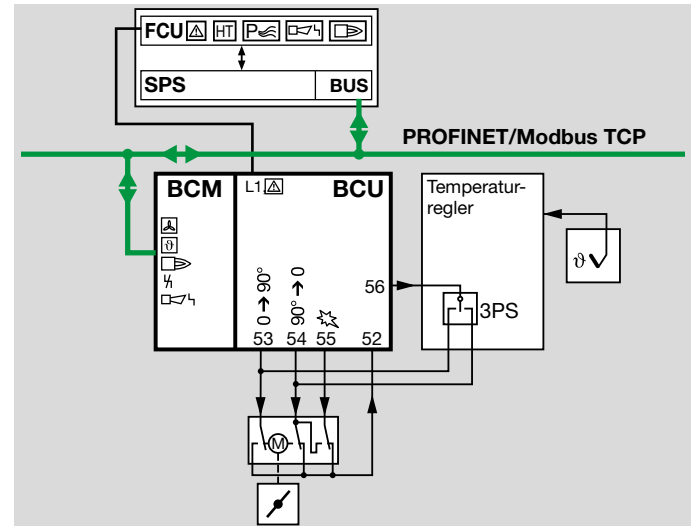 FCU HT P
SPS BUS
PROFINET/Modbus TCP
BCM L1 BCU
Temperatur-
regler
ϑ
ϑ
0 → 90°
90° → 0
56
3PS
53 54 55 52
M